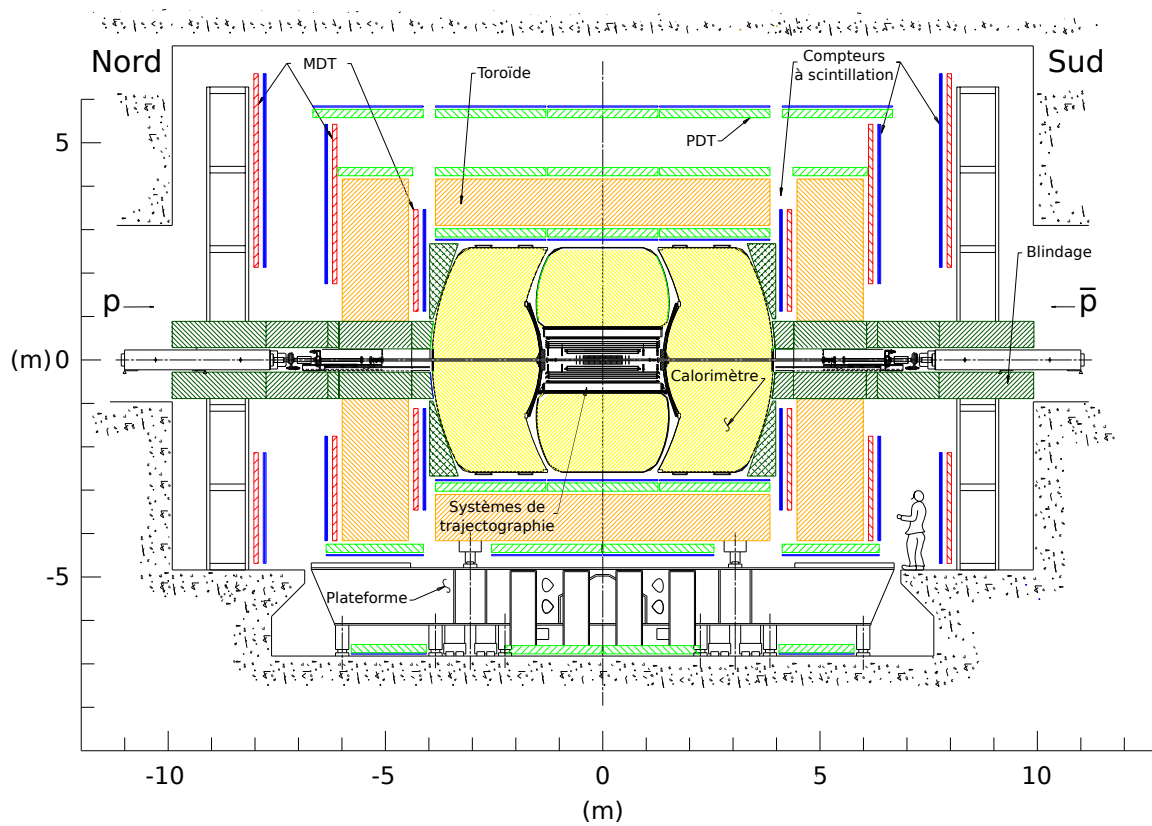 Nord
MDT
Toroïde
Compteurs
à scintillation
Sud
5
PDT
Blindage
p
p̅
(m) 0
Calorimètre
Systèmes de
trajectographie
-5
Plateforme
-10
-5
0
5
10
(m)